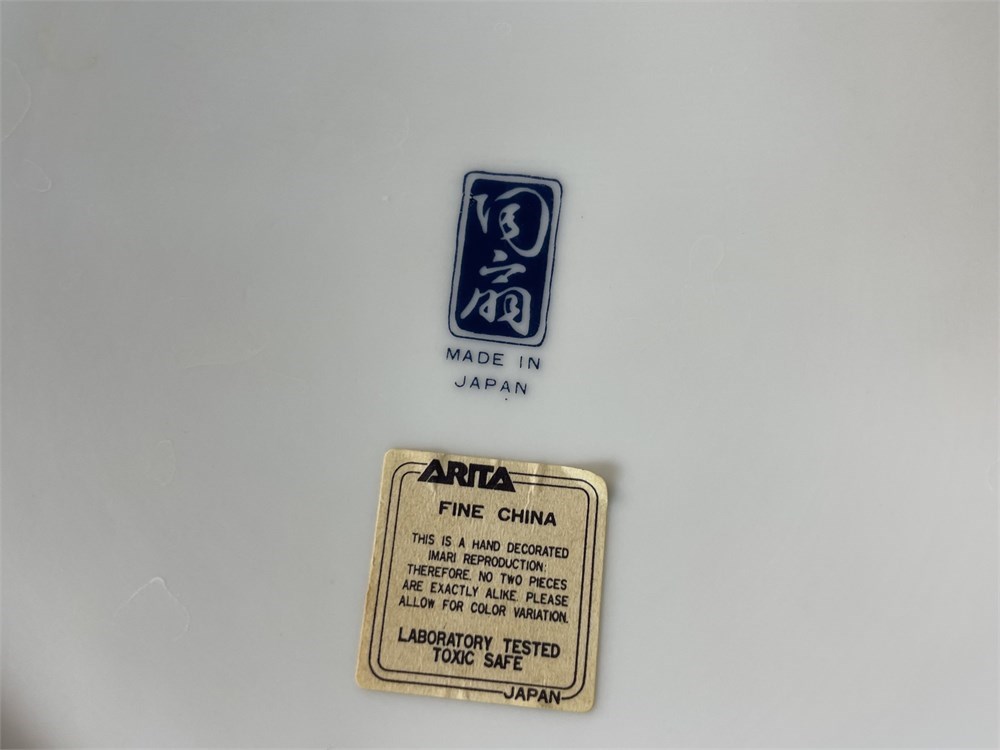 MADE IN
JAPAN
ARITA
FINE CHINA
THIS IS A HAND DECORATED
IMARI REPRODUCTION:
THEREFORE, NO TWO PIECES
ARE EXACTLY ALIKE. PLEASE
ALLOW FOR COLOR VARIATION.
LABORATORY TESTED
TOXIC SAFE
JAPAN